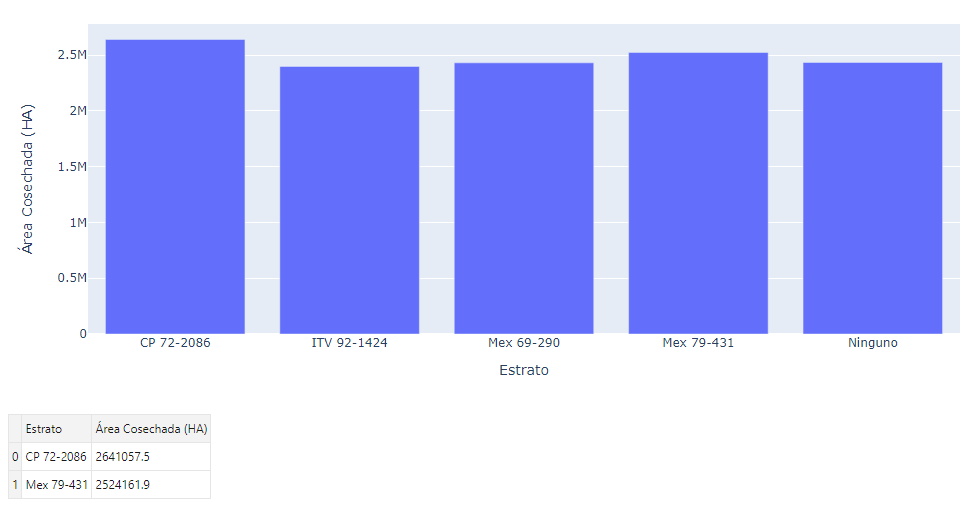 2.5M
2M
1.5M
1M
0.5M
0
Área Cosechada (HA)
CP 72-2086 ITV 92-1424 Mex 69-290 Mex 79-431 Ninguno
Estrato
Estrato Área Cosechada (HA)
0 CP 72-2086 2641057.5
1 Mex 79-431 2524161.9